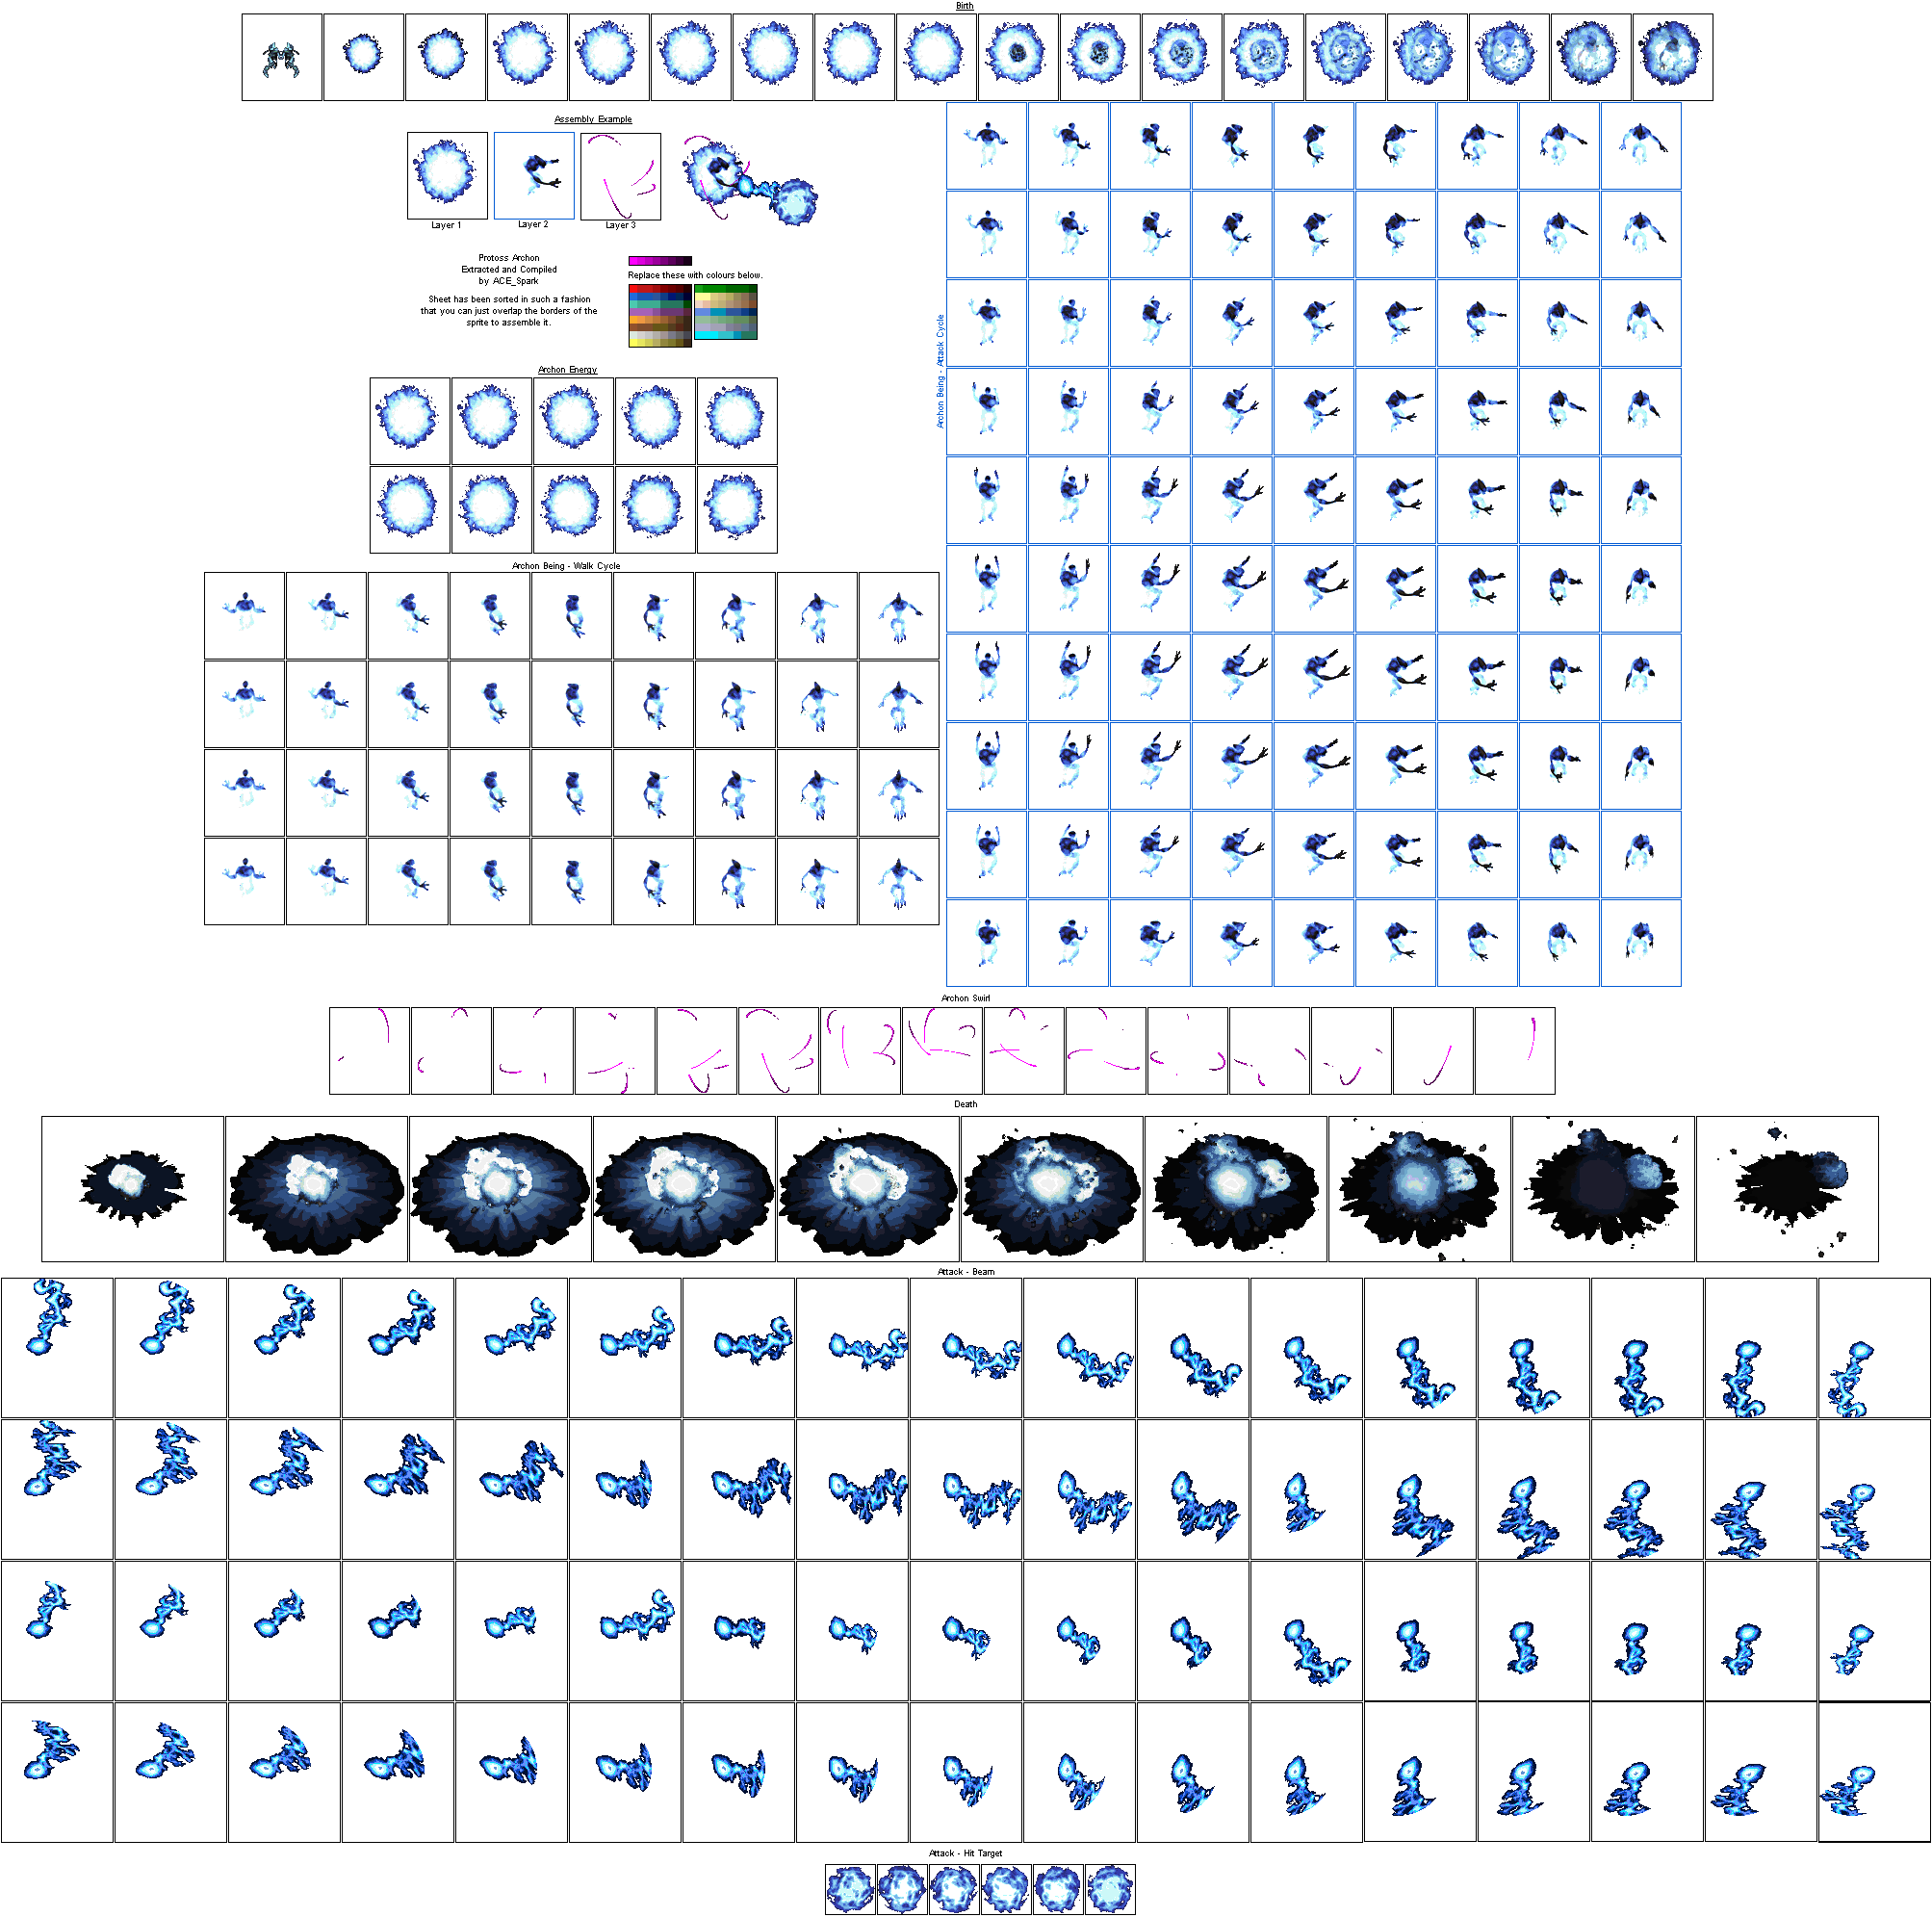 Birth
Assembly Example
Layer 1
Layer 2
Layer 3
Protoss Archon
Extracted and Compiled
by ACE_Spark
Sheet has been sorted in such a fashion
that you can just overlap the borders of the
sprite to assemble it.
Replace these with colours below.
Archon Energy
Archon Being - Attack Cycle
Archon Being - Walk Cycle
Archon Swirl
Death
Attack - Beam
Attack - Hit Target